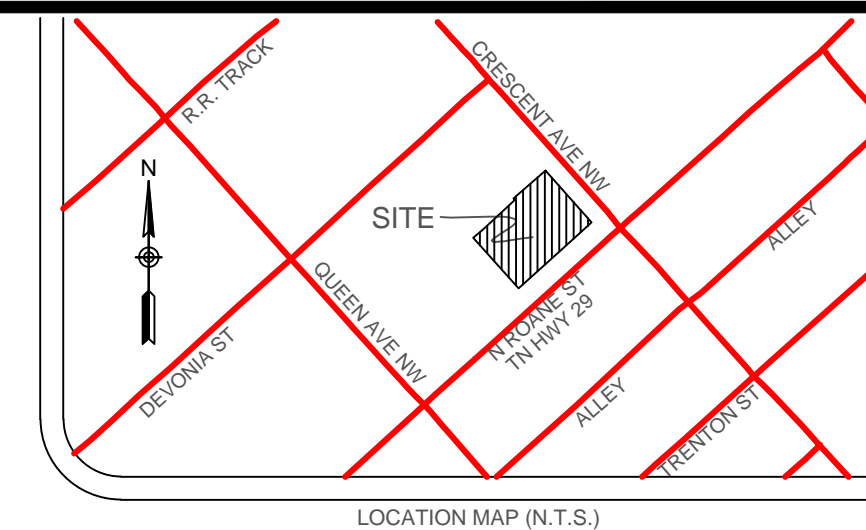 R.R. TRACK
CRESCENT AVE NW
N
SITE
ALLEY
QUEEN AVE NW
N ROANE ST
TN HWY 29
DEVONIA ST
ALLEY
TRENTON ST
LOCATION MAP (N.T.S.)